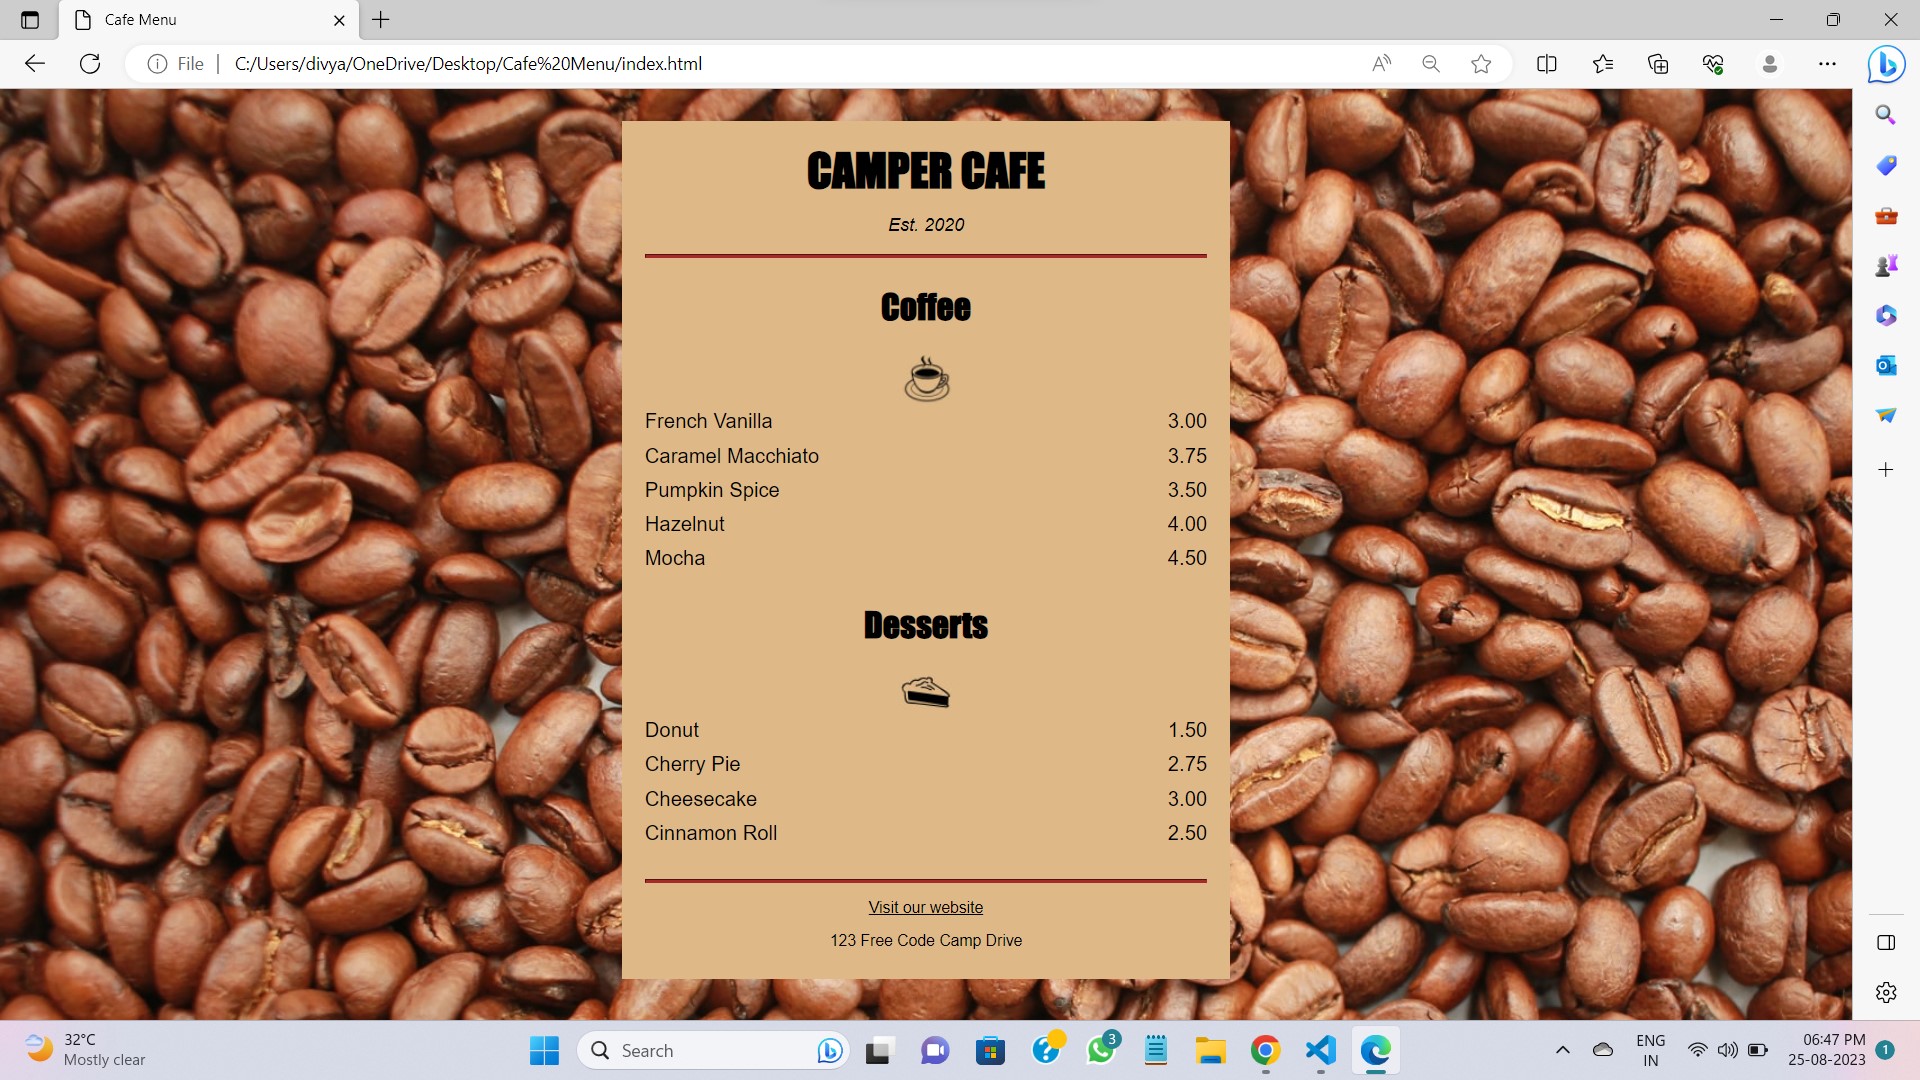 Cafe Menu
File
C:/Users/divya/OneDrive/Desktop/Cafe%20Menu/index.html
CAMPER CAFE
Est. 2020
Coffee
French Vanilla 3.00
Caramel Macchiato 3.75
Pumpkin Spice 3.50
Hazelnut 4.00
Mocha 4.50
Desserts
Donut 1.50
Cherry Pie 2.75
Cheesecake 3.00
Cinnamon Roll 2.50
Visit our website
123 Free Code Camp Drive
32°C
Mostly clear
Search
3
ENG
IN
06:47 PM
25-08-2023
1